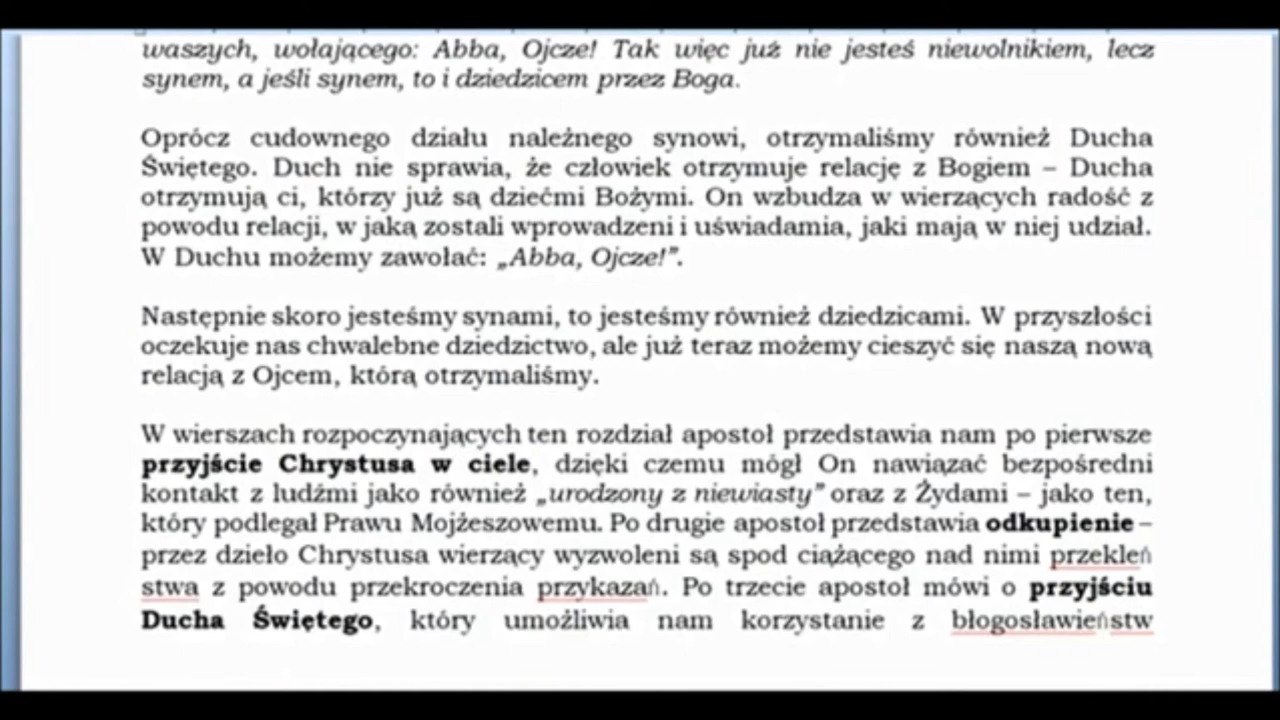 waszych, wołającego: Abba, Ojcze! Tak więc już nie jesteś niewolnikiem, lecz
synem, a jeśli synem, to i dziedzicem przez Boga.
Oprócz cudownego działu należnego synowi, otrzymaliśmy również Ducha
Świętego. Duch nie sprawia, że człowiek otrzymuje relację z Bogiem – Ducha
otrzymują ci, którzy już są dziećmi Bożymi. On wzbudza w wierzących radość z
powodu relacji, w jaką zostali wprowadzeni i uświadamia, jaki mają w niej udział.
W Duchu możemy zawołać: „Abba, Ojcze!”.
Następnie skoro jesteśmy synami, to jesteśmy również dziedzicami. W przyszłości
oczekuje nas chwalebne dziedzictwo, ale już teraz możemy cieszyć się naszą nową
relacją z Ojcem, którą otrzymaliśmy.
W wierszach rozpoczynających ten rozdział apostoł przedstawia nam po pierwsze
przyjście Chrystusa w ciele, dzięki czemu mógł On nawiązać bezpośredni
kontakt z ludźmi jako również „urodzony z niewiasty” oraz z Żydami – jako ten,
który podlegał Prawu Mojżeszowemu. Po drugie apostoł przedstawia odkupienie –
przez dzieło Chrystusa wierzący wyzwoleni są spod ciążącego nad nimi przekleń
stwa z powodu przekroczenia przykazań. Po trzecie apostoł mówi o przyjściu
Ducha Świętego, który umożliwia nam korzystanie z błogosławieństw